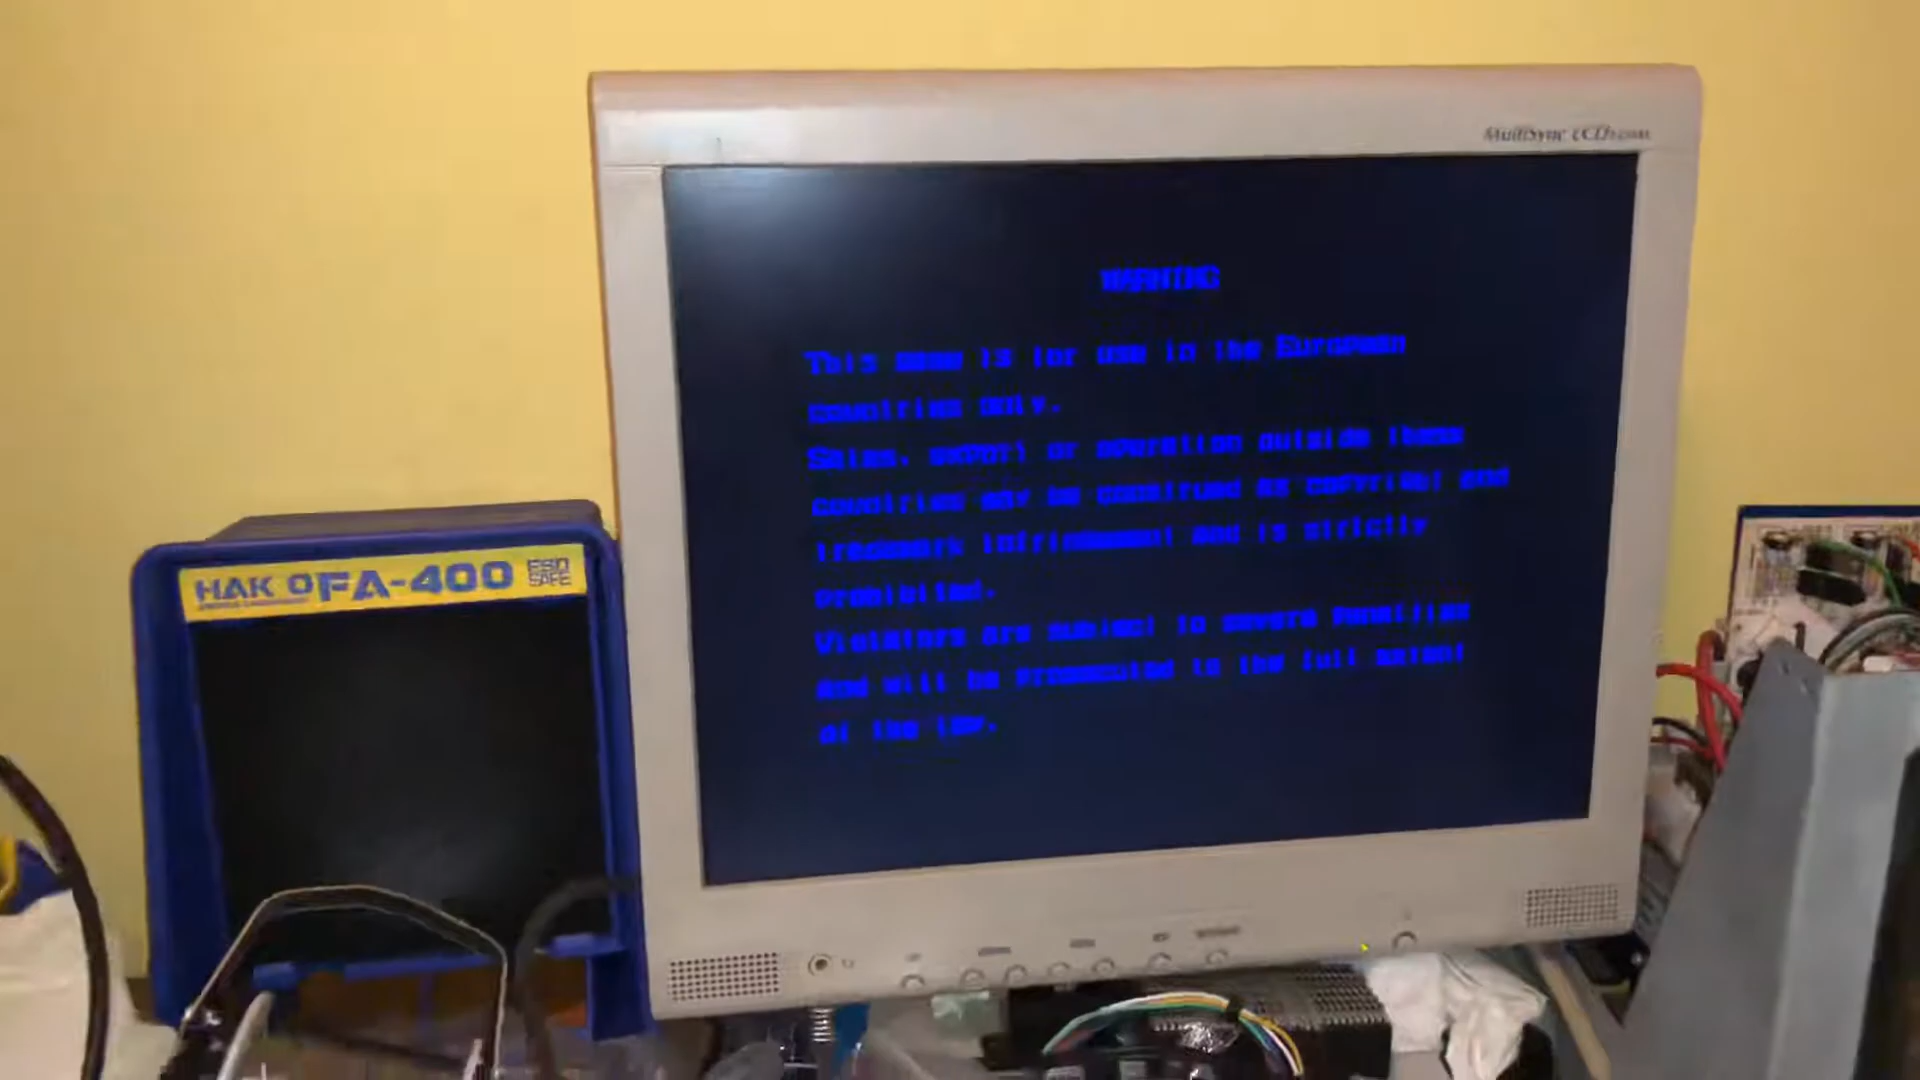 MultiSync LCD
WARNING
This game is for use in the European
countries only.
Sales, export or operation outside these
countries may be construed as copyright and
trademark infringement and is strictly
prohibited.
Violators are subject to severe penalties
and will be prosecuted to the full extent
of the law.
HAKKO FA-400 ESD
SAFE